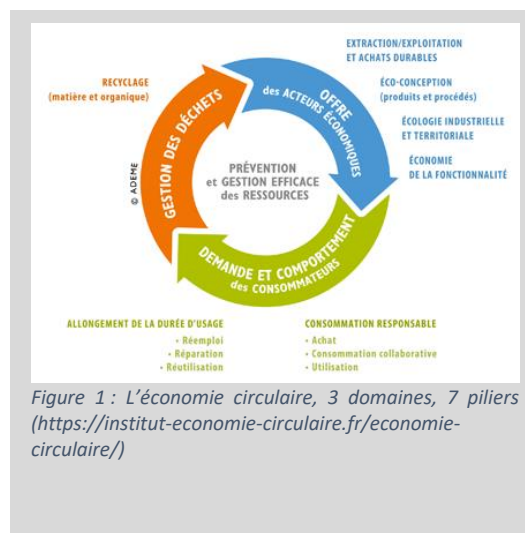 EXTRACTION/EXPLOITATION
ET ACHATS DURABLES
RECYCLAGE
(matière et organique)
ÉCO-CONCEPTION
(produits et procédés)
ÉCOLOGIE INDUSTRIELLE
ET TERRITORIALE
ÉCONOMIE
DE LA FONCTIONNALITÉ
OFFRE
des ACTEURS ÉCONOMIQUES
GESTION DES DÉCHETS
© ADEME
PRÉVENTION
et GESTION EFFICACE
des RESSOURCES
DEMANDE ET COMPORTEMENT
des CONSOMMATEURS
ALLONGEMENT DE LA DURÉE D'USAGE
• Réemploi
• Réparation
• Réutilisation
CONSOMMATION RESPONSABLE
• Achat
• Consommation collaborative
• Utilisation
Figure 1 : L’économie circulaire, 3 domaines, 7 piliers
(https://institut-economie-circulaire.fr/economie-
circulaire/)